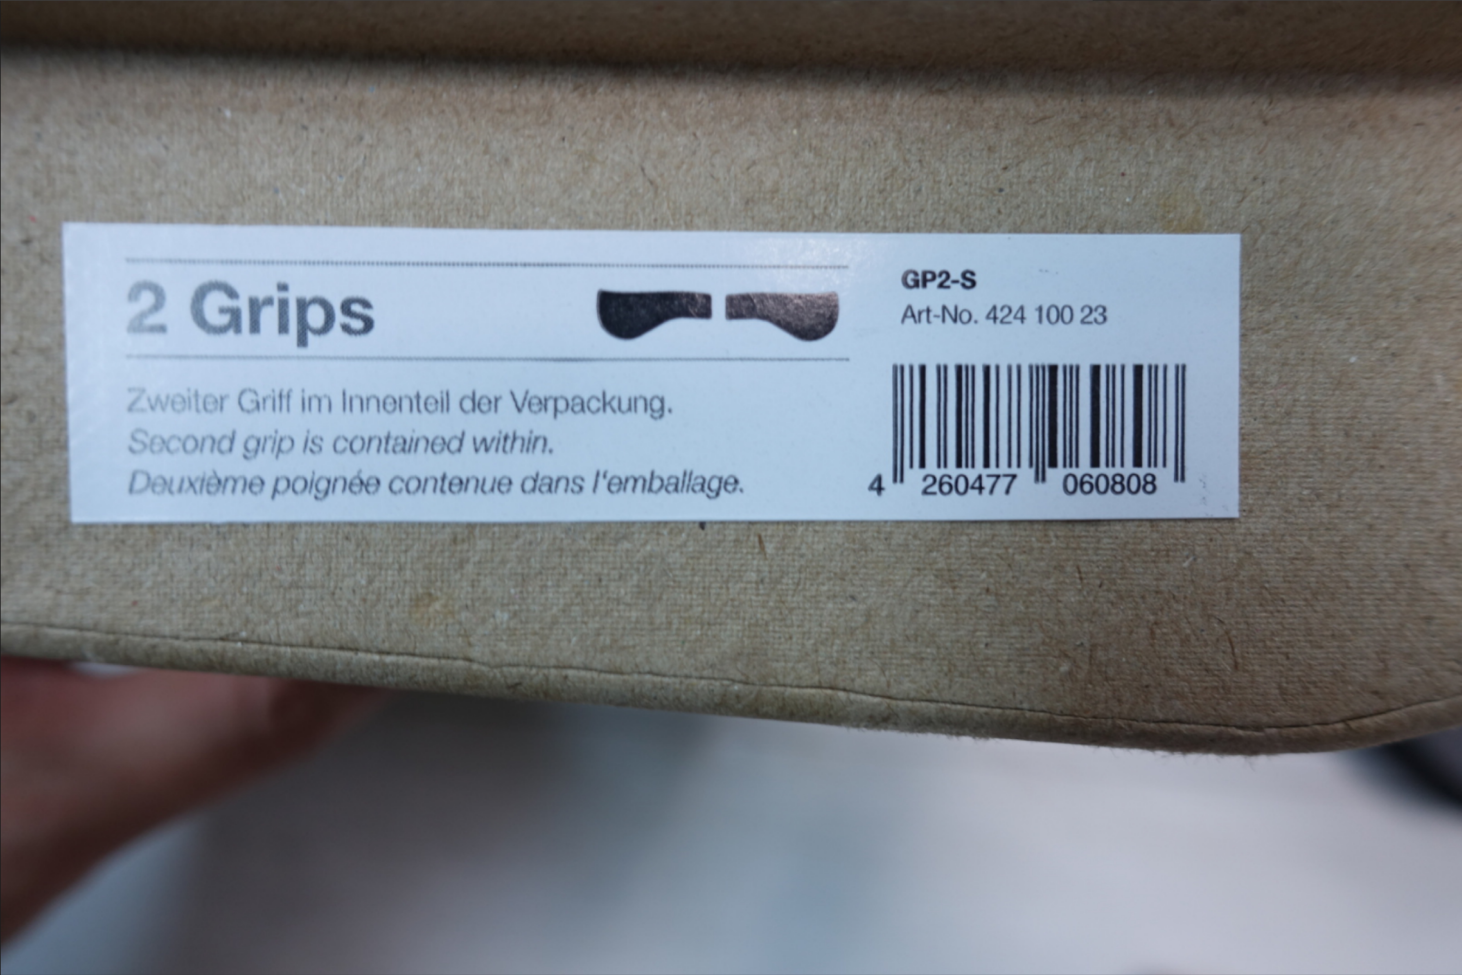 2 Grips
Zweiter Griff im Innenteil der Verpackung.
Second grip is contained within.
Deuxième poignée contenue dans l'emballage.
GP2-S
Art-No. 424 100 23
4 260477 060808